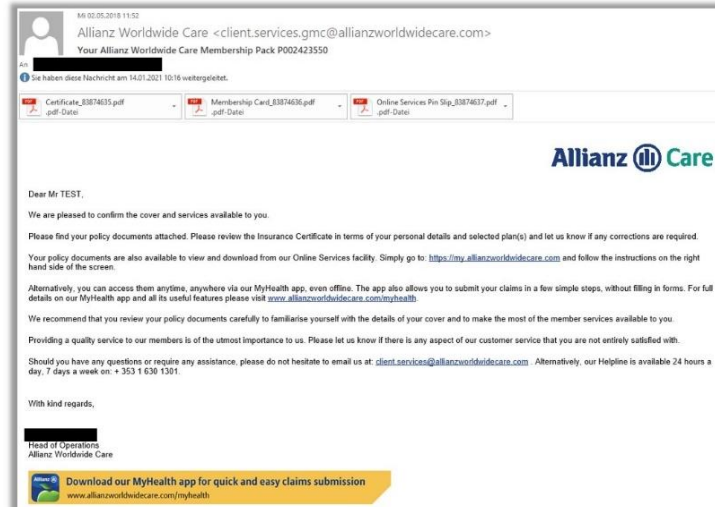 Mi 02.05.2018 11:52
Allianz Worldwide Care <client.services.gmc@allianzworldwidecare.com>
Your Allianz Worldwide Care Membership Pack P002423550
An
Sie haben diese Nachricht am 14.01.2021 10:16 weitergeleitet.
Certificate_83874635.pdf
.pdf-Datei
Membership Card_83874636.pdf
.pdf-Datei
Online Services Pin Slip_83874637.pdf
.pdf-Datei
Allianz Care
Dear Mr TEST,
We are pleased to confirm the cover and services available to you.
Please find your policy documents attached. Please review the Insurance Certificate in terms of your personal details and selected plan(s) and let us know if any corrections are required.
Your policy documents are also available to view and download from our Online Services facility. Simply go to: https://my.allianzworldwidecare.com and follow the instructions on the right
hand side of the screen.
Alternatively, you can access them anytime, anywhere via our MyHealth app, even offline. The app also allows you to submit your claims in a few simple steps, without filling in forms. For full
details on our MyHealth app and all its useful features please visit www.allianzworldwidecare.com/myhealth.
We recommend that you review your policy documents carefully to familiarise yourself with the details of your cover and to make the most of the member services available to you.
Providing a quality service to our members is of the utmost importance to us. Please let us know if there is any aspect of our customer service that you are not entirely satisfied with.
Should you have any questions or require any assistance, please do not hesitate to email us at: client.services@allianzworldwidecare.com . Alternatively, our Helpline is available 24 hours a
day, 7 days a week on: + 353 1 630 1301.
With kind regards,
Head of Operations
Allianz Worldwide Care
Download our MyHealth app for quick and easy claims submission
www.allianzworldwidecare.com/myhealth